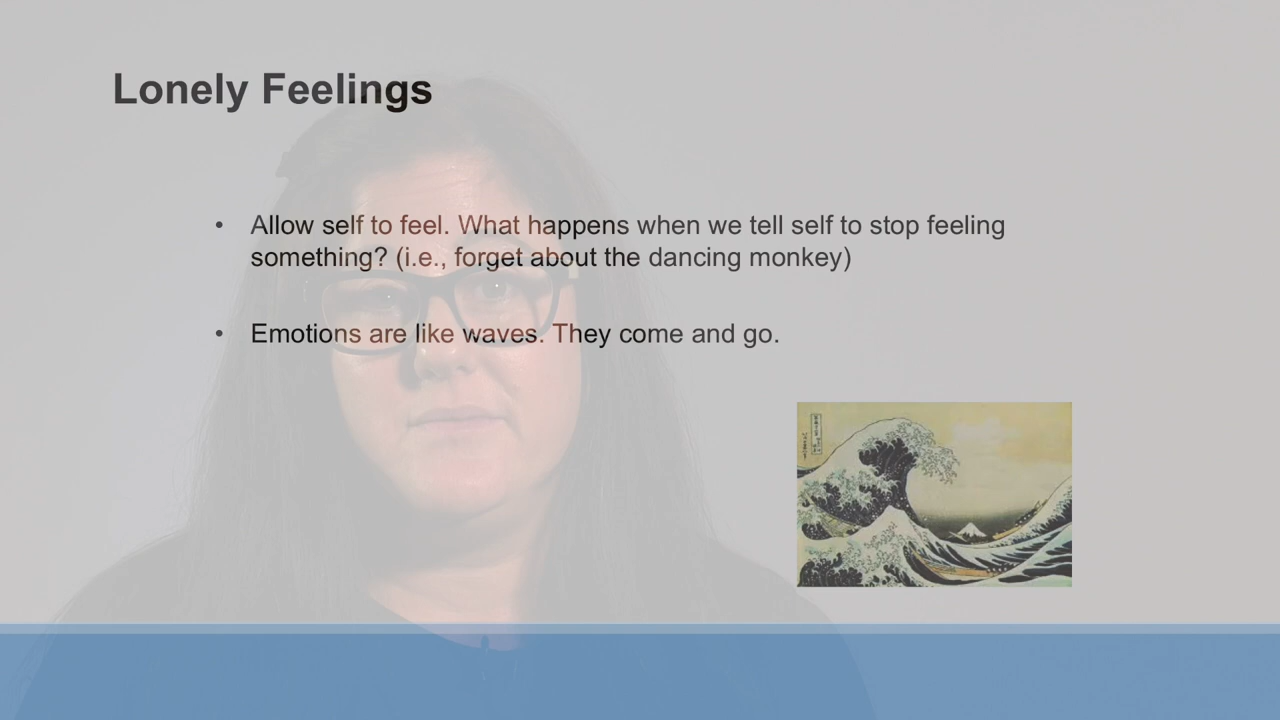 Lonely Feelings
• Allow self to feel. What happens when we tell self to stop feeling
something? (i.e., forget about the dancing monkey)
• Emotions are like waves. They come and go.